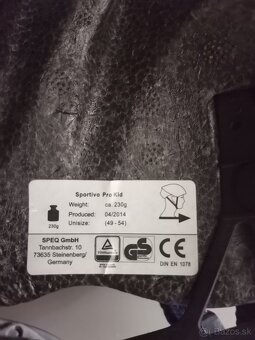 Sportivo Pro Kid
Weight: ca. 230g
Produced: 04/2014
Unisize: (49 - 54)
230g
SPEQ GmbH
Tannbachstr. 10
73635 Steinenberg/
Germany
GS
CE
DIN EN 1078
bazos.sk